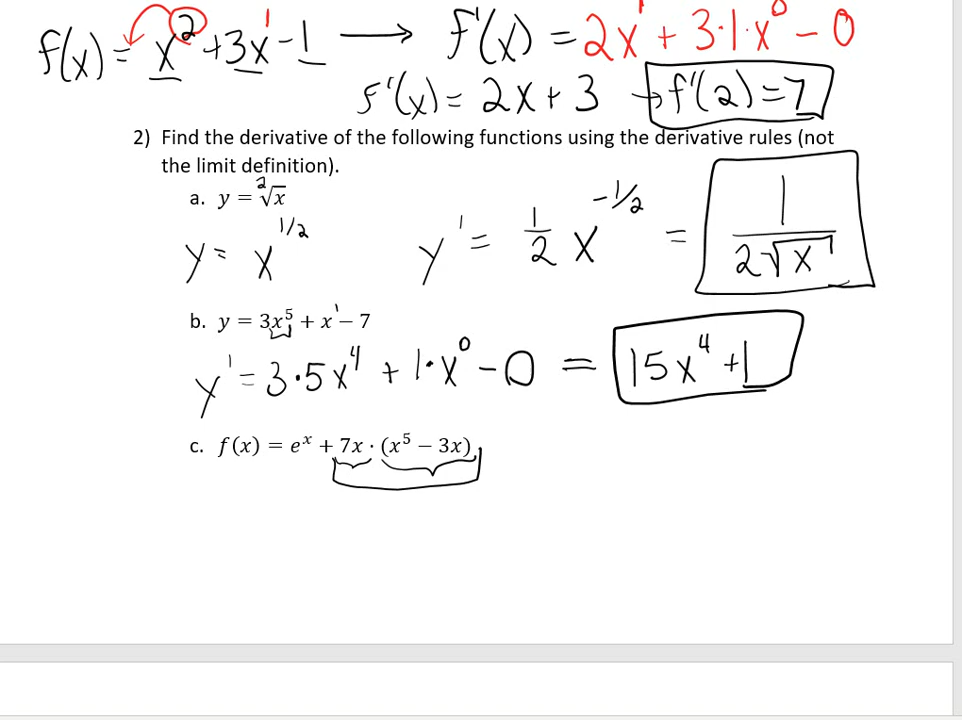 f(x) = x² + 3x¹ - 1 → f'(x) = 2x¹ + 3·1·x⁰ - 0
f'(x) = 2x + 3 → f'(2) = 7
2) Find the derivative of the following functions using the derivative rules (not
the limit definition).
a. y = ²√x
y = x^1/2 y' = 1/2 x^-1/2 = 1/(2√x)
b. y = 3x⁵ + x¹ – 7
y' = 3·5x⁴ + 1·x⁰ - 0 = 15x⁴ + 1
c. f(x) = eˣ + 7x · (x⁵ – 3x)